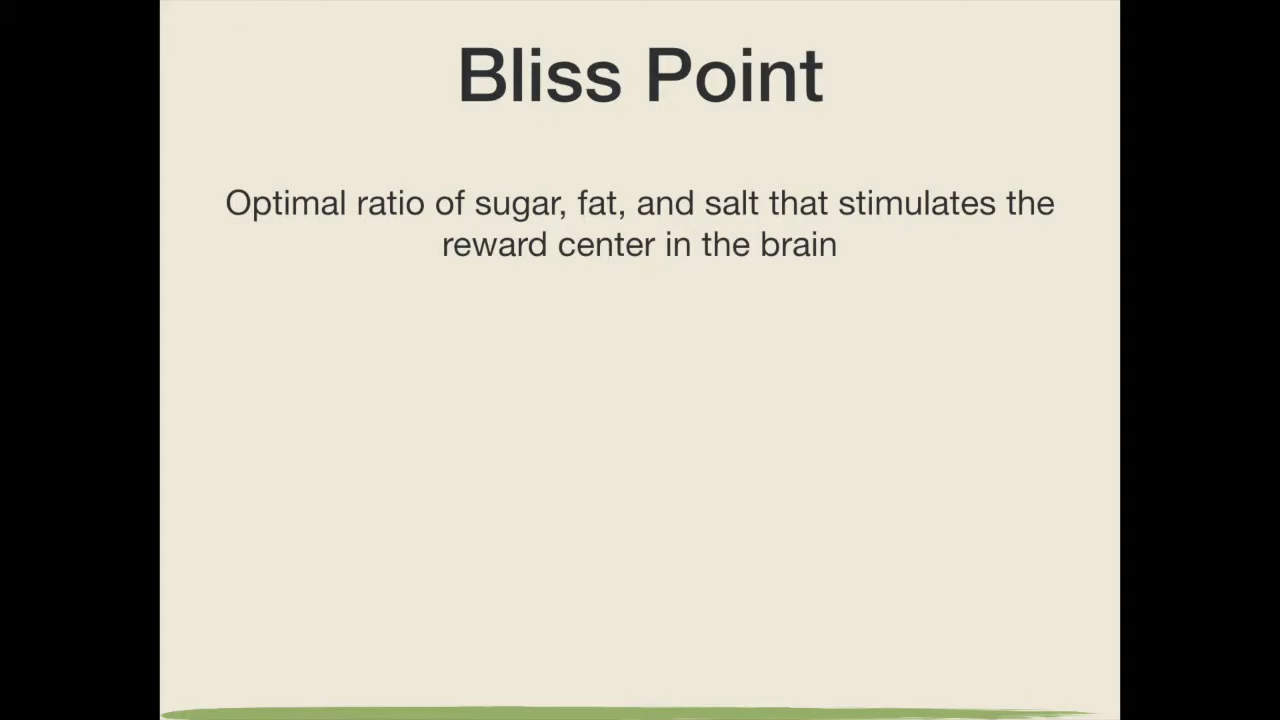 Bliss Point
Optimal ratio of sugar, fat, and salt that stimulates the
reward center in the brain